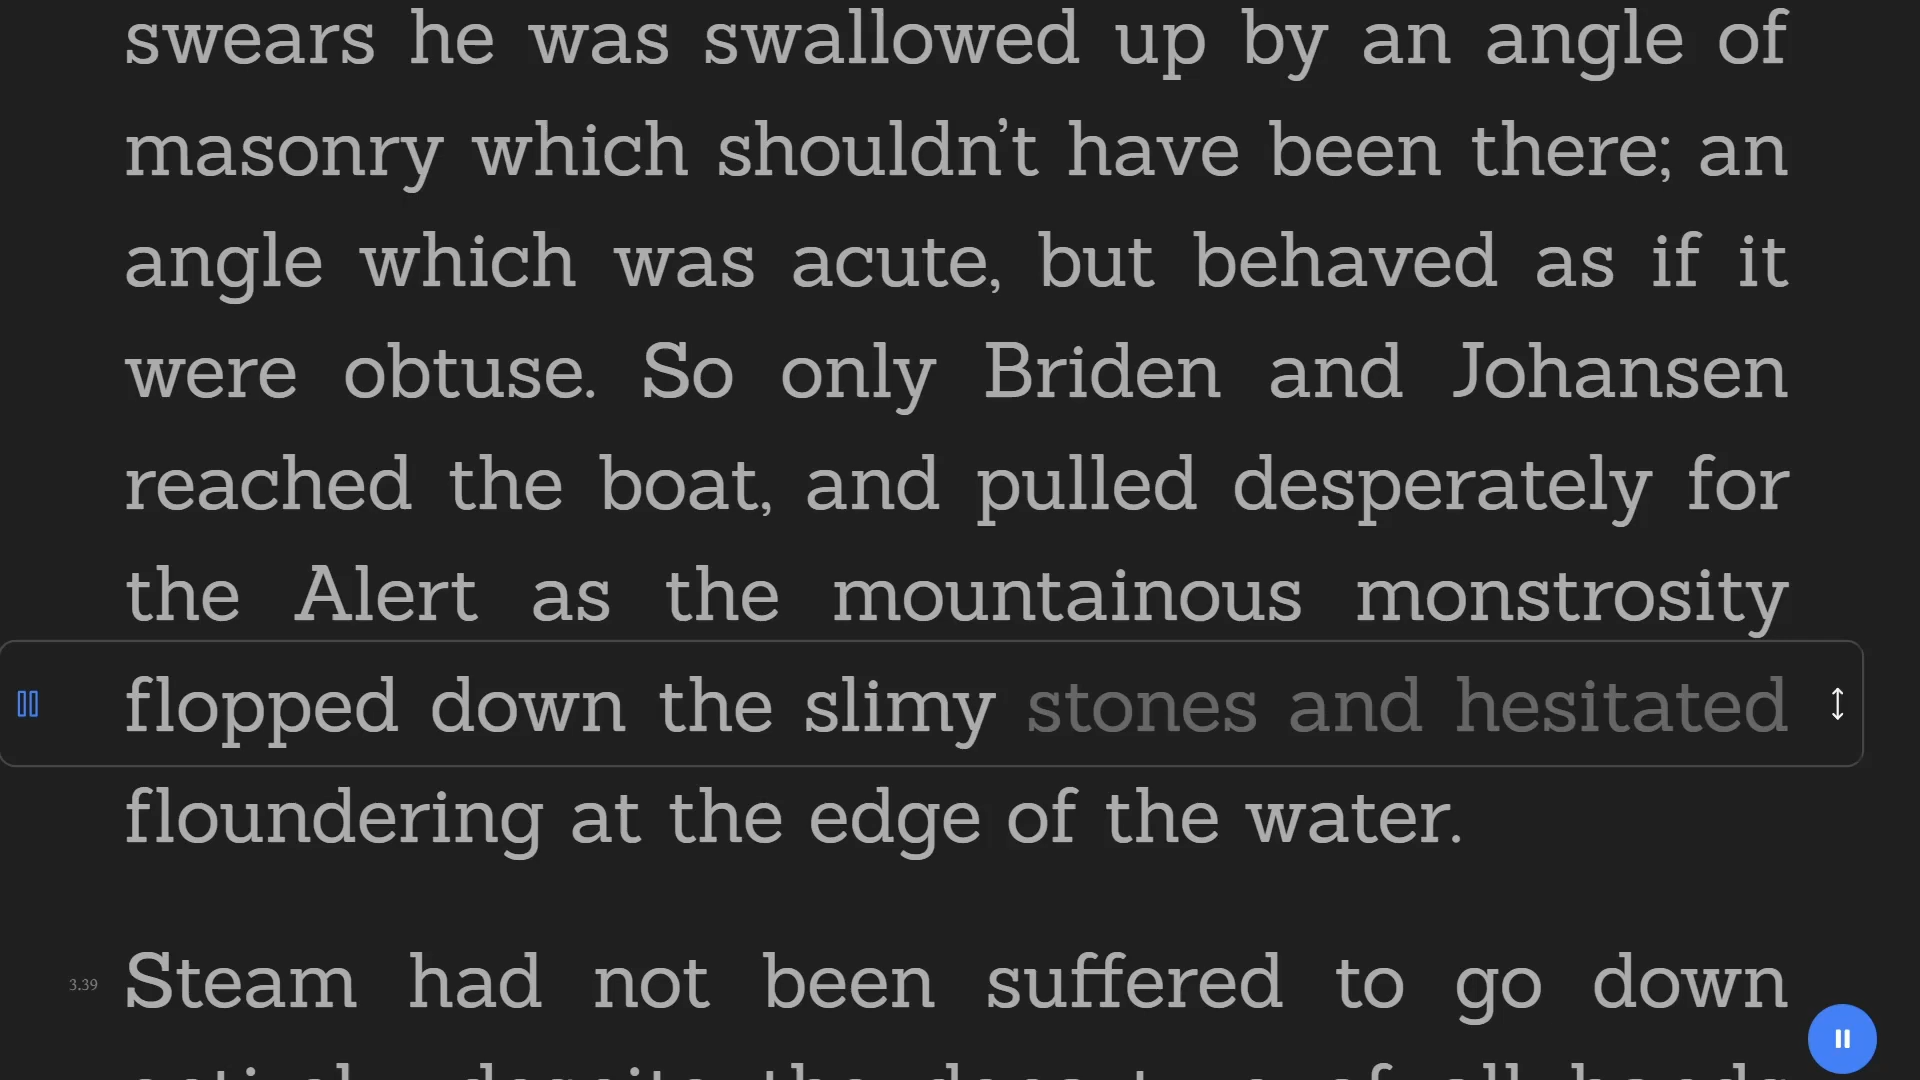 swears he was swallowed up by an angle of
masonry which shouldn’t have been there; an
angle which was acute, but behaved as if it
were obtuse. So only Briden and Johansen
reached the boat, and pulled desperately for
the Alert as the mountainous monstrosity
flopped down the slimy stones and hesitated
floundering at the edge of the water.
3.39 Steam had not been suffered to go down